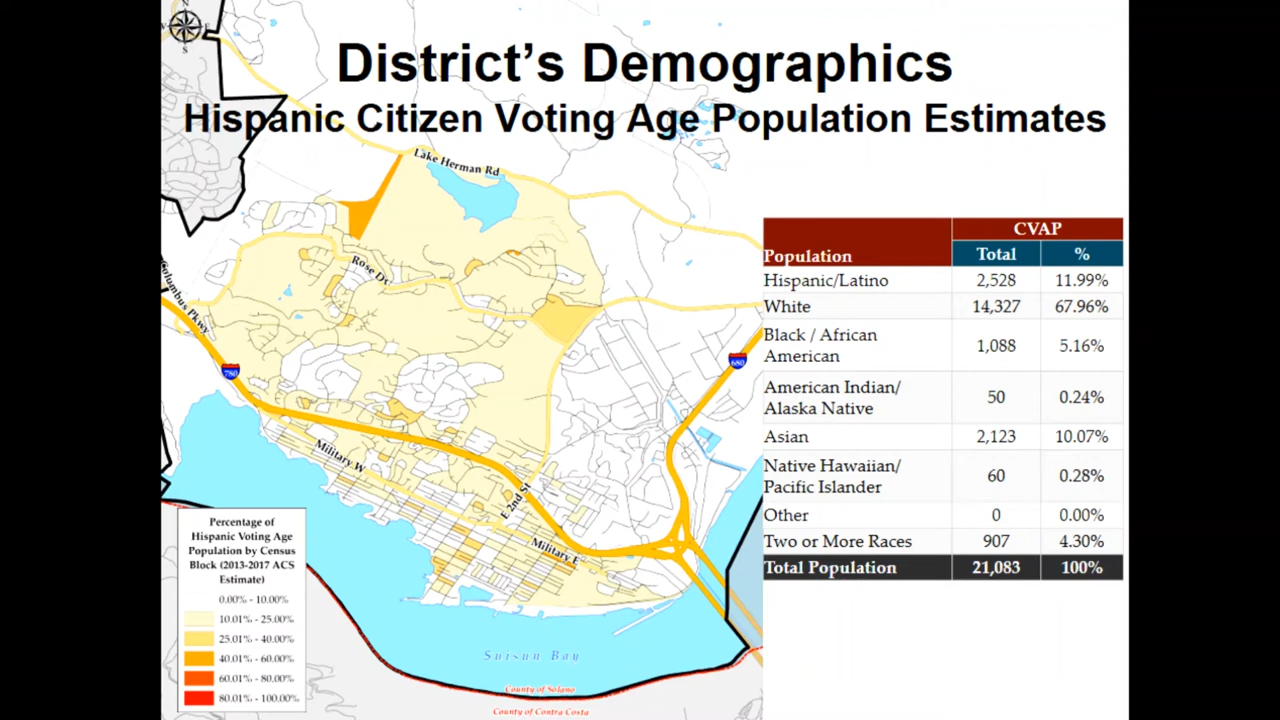 District's Demographics
Hispanic Citizen Voting Age Population Estimates
N
E
S
Lake Herman Rd
Rose Dr
Columbus Pkwy
780
680
Military W
E 2nd St
Military E
Suisun Bay
County of Solano
County of Contra Costa
Percentage of
Hispanic Voting Age
Population by Census
Block (2013-2017 ACS
Estimate)
0.00% - 10.00%
10.01% - 25.00%
25.01% - 40.00%
40.01% - 60.00%
60.01% - 80.00%
80.01% - 100.00%
Population CVAP
Total %
Hispanic/Latino 2,528 11.99%
White 14,327 67.96%
Black / African
American 1,088 5.16%
American Indian/
Alaska Native 50 0.24%
Asian 2,123 10.07%
Native Hawaiian/
Pacific Islander 60 0.28%
Other 0 0.00%
Two or More Races 907 4.30%
Total Population 21,083 100%